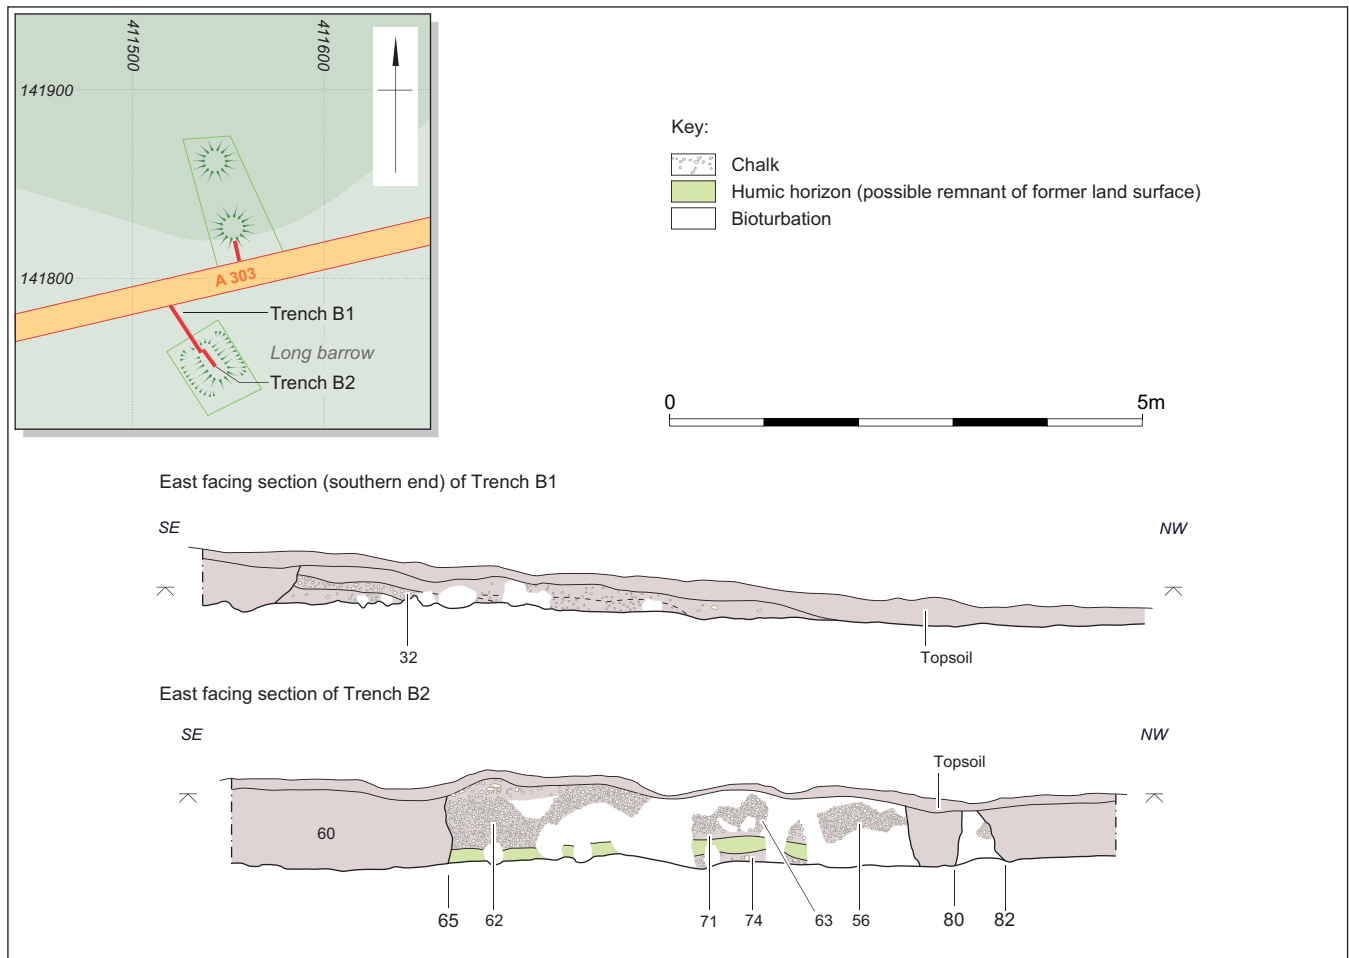 411500
411600
141900
141800
A 303
Trench B1
Long barrow
Trench B2
Key:
Chalk
Humic horizon (possible remnant of former land surface)
Bioturbation
0 5m
East facing section (southern end) of Trench B1
SE NW
32 Topsoil
East facing section of Trench B2
SE NW
Topsoil
60
65 62 71 74 63 56 80 82